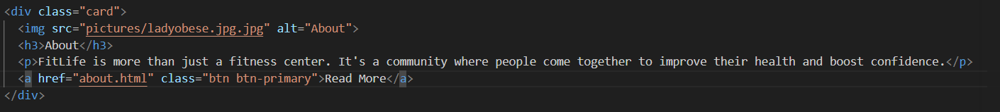 <div class="card">
<img src="pictures/ladyobese.jpg.jpg" alt="About">
<h3>About</h3>
<p>FitLife is more than just a fitness center. It's a community where people come together to improve their health and boost confidence.</p>
<a href="about.html" class="btn btn-primary">Read More</a>
</div>